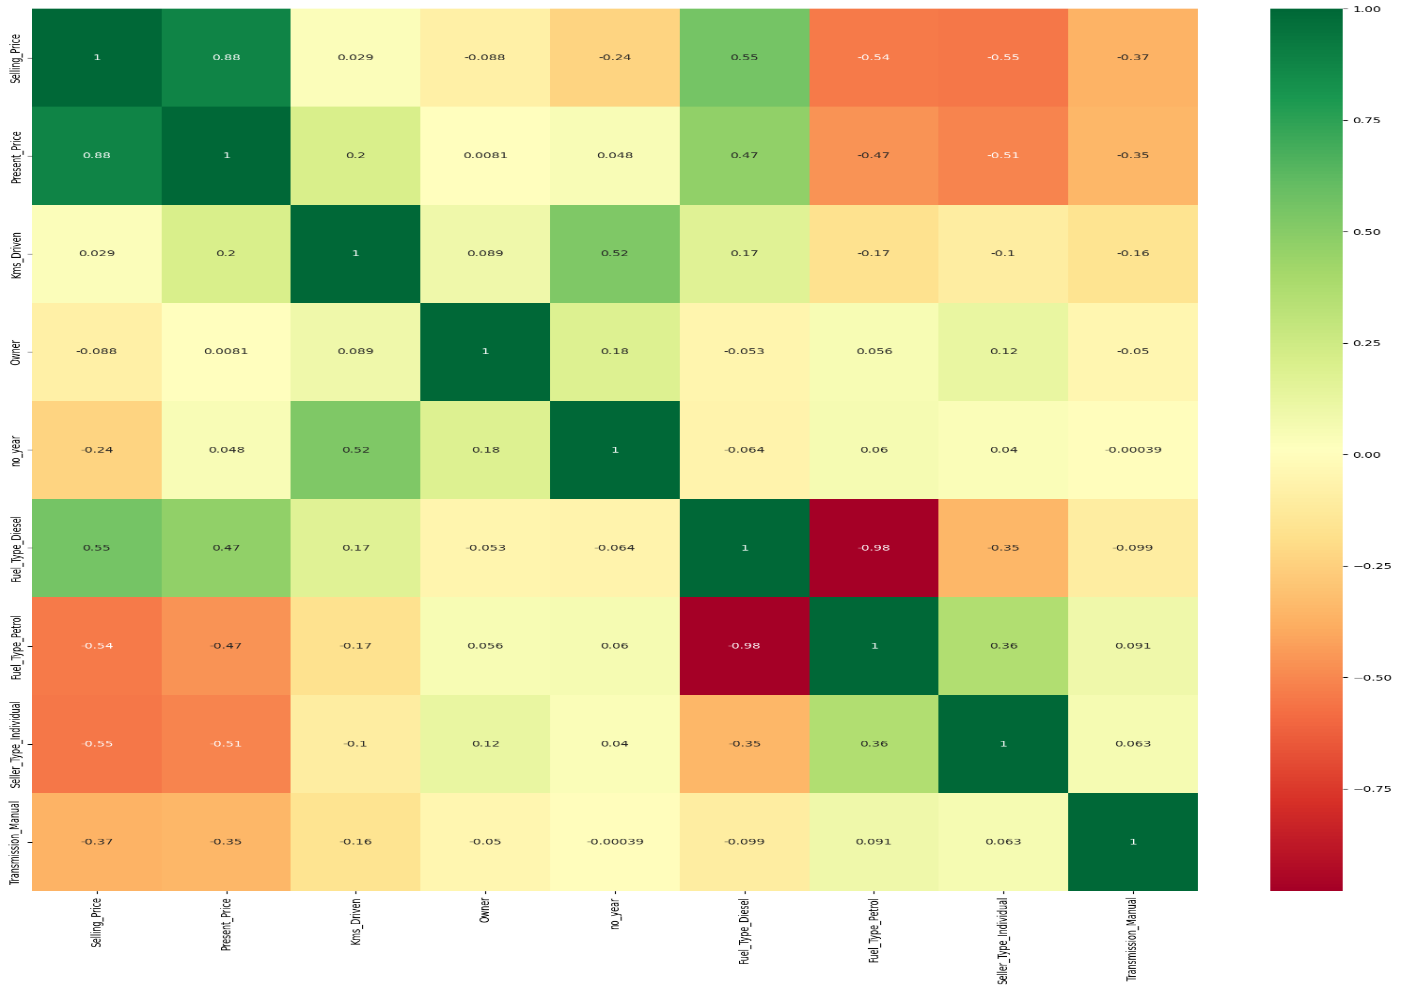 Selling_Price 1 0.88 0.029 -0.088 -0.24 0.55 -0.54 -0.55 -0.37
Present_Price 0.88 1 0.2 0.0081 0.048 0.47 -0.47 -0.51 -0.35
Kms_Driven 0.029 0.2 1 0.089 0.52 0.17 -0.17 -0.1 -0.16
Owner -0.088 0.0081 0.089 1 0.18 -0.053 0.056 0.12 -0.05
no_year -0.24 0.048 0.52 0.18 1 -0.064 0.06 0.04 -0.00039
Fuel_Type_Diesel 0.55 0.47 0.17 -0.053 -0.064 1 -0.98 -0.35 -0.099
Fuel_Type_Petrol -0.54 -0.47 -0.17 0.056 0.06 -0.98 1 0.36 0.091
Seller_Type_Individual -0.55 -0.51 -0.1 0.12 0.04 -0.35 0.36 1 0.063
Transmission_Manual -0.37 -0.35 -0.16 -0.05 -0.00039 -0.099 0.091 0.063 1
Selling_Price
Present_Price
Kms_Driven
Owner
no_year
Fuel_Type_Diesel
Fuel_Type_Petrol
Seller_Type_Individual
Transmission_Manual
1.00
0.75
0.50
0.25
0.00
−0.25
−0.50
−0.75